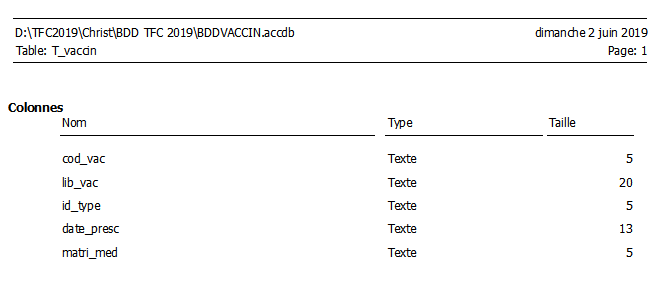 D:\TFC2019\Christ\BDD TFC 2019\BDDVACCIN.accdb dimanche 2 juin 2019
Table: T_vaccin Page: 1
Colonnes
Nom Type Taille
cod_vac Texte 5
lib_vac Texte 20
id_type Texte 5
date_presc Texte 13
matri_med Texte 5